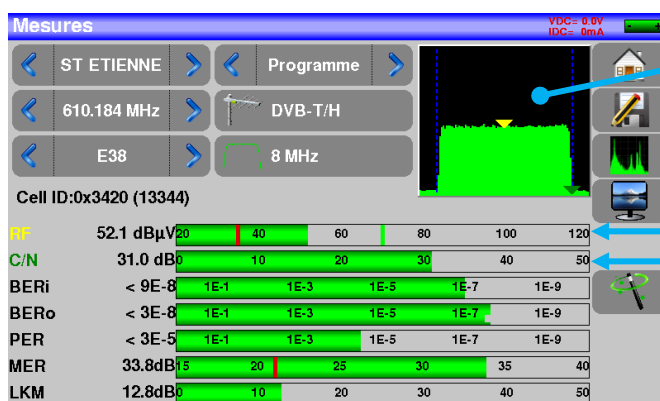 Mesures
VDC= 0.0V
IDC= 0mA
ST ETIENNE
Programme
610.184 MHz
DVB-T/H
E38
8 MHz
Cell ID:0x3420 (13344)
RF 52.1 dBµV 20 40 60 80 100 120
C/N 31.0 dB 0 10 20 30 40 50
BERi < 9E-8 1E-1 1E-3 1E-5 1E-7 1E-9
BERo < 3E-8 1E-1 1E-3 1E-5 1E-7 1E-9
PER < 3E-5 1E-1 1E-3 1E-5 1E-7 1E-9
MER 33.8dB 15 20 25 30 35 40
LKM 12.8dB 0 10 20 30 40 50